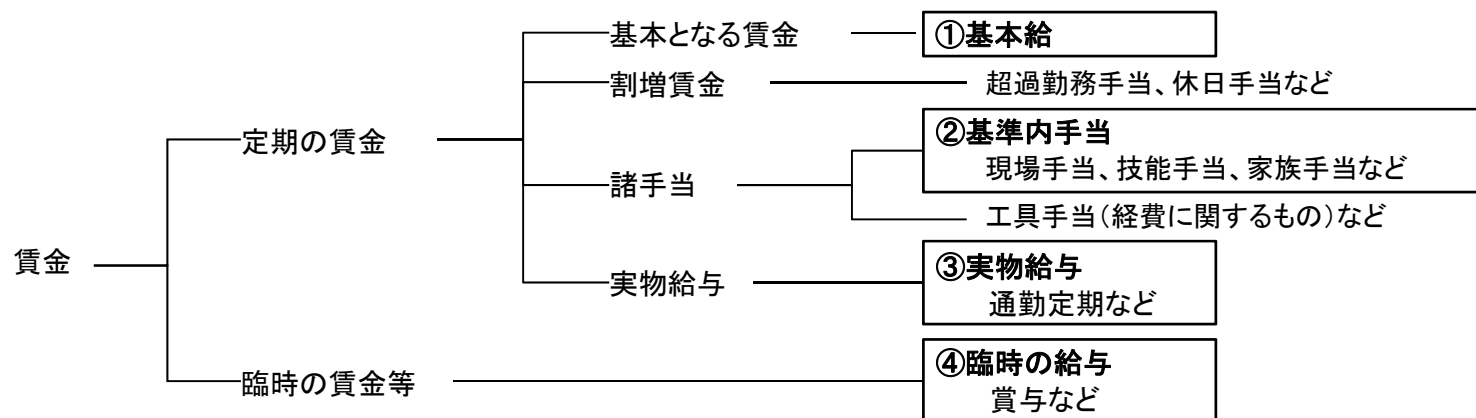 基本となる賃金
①基本給
割増賃金
超過勤務手当、休日手当など
定期の賃金
②基準内手当
現場手当、技能手当、家族手当など
諸手当
工具手当(経費に関するもの)など
賃金
実物給与
③実物給与
通勤定期など
臨時の賃金等
④臨時の給与
賞与など